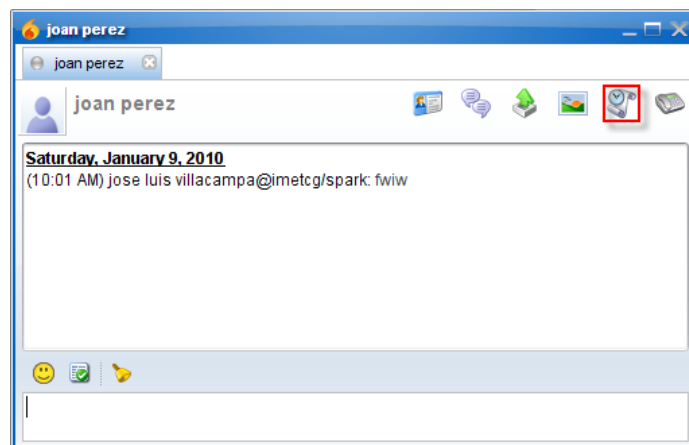 joan perez
joan perez
joan perez
Saturday, January 9, 2010
(10:01 AM) jose luis villacampa@imetcg/spark: fwiw